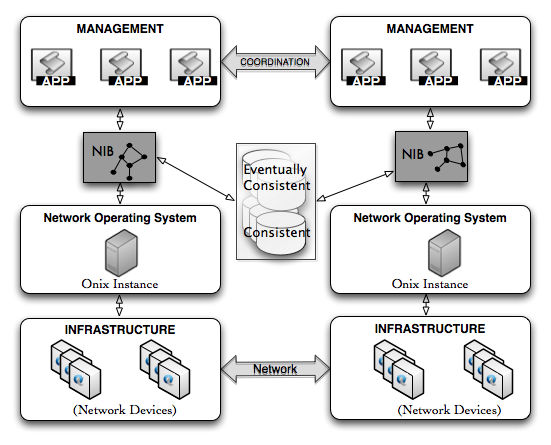 MANAGEMENT
APP APP APP
COORDINATION
MANAGEMENT
APP APP APP
NIB
NIB
Eventually
Consistent
Consistent
Network Operating System
Onix Instance
Network Operating System
Onix Instance
INFRASTRUCTURE
(Network Devices)
Network
INFRASTRUCTURE
(Network Devices)